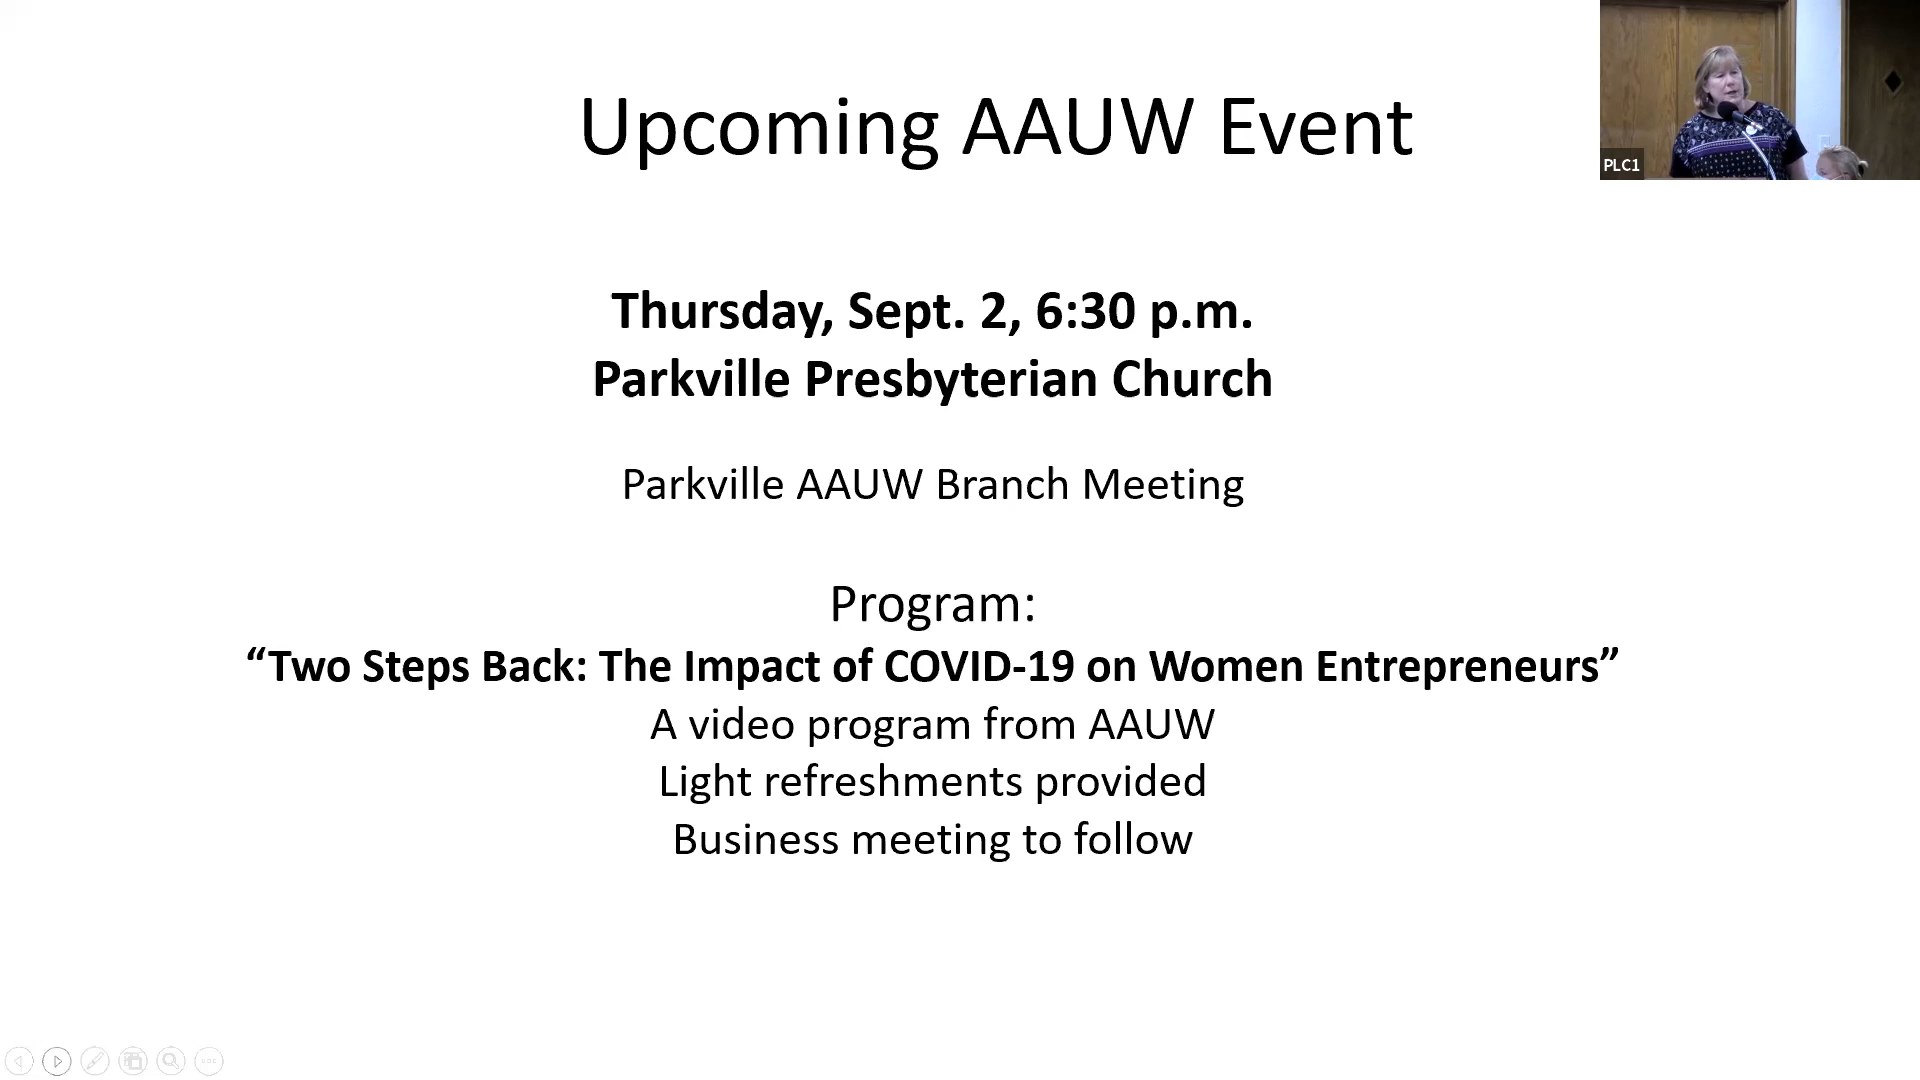 Upcoming AAUW Event
PLC1
Thursday, Sept. 2, 6:30 p.m.
Parkville Presbyterian Church
Parkville AAUW Branch Meeting
Program:
“Two Steps Back: The Impact of COVID-19 on Women Entrepreneurs”
A video program from AAUW
Light refreshments provided
Business meeting to follow